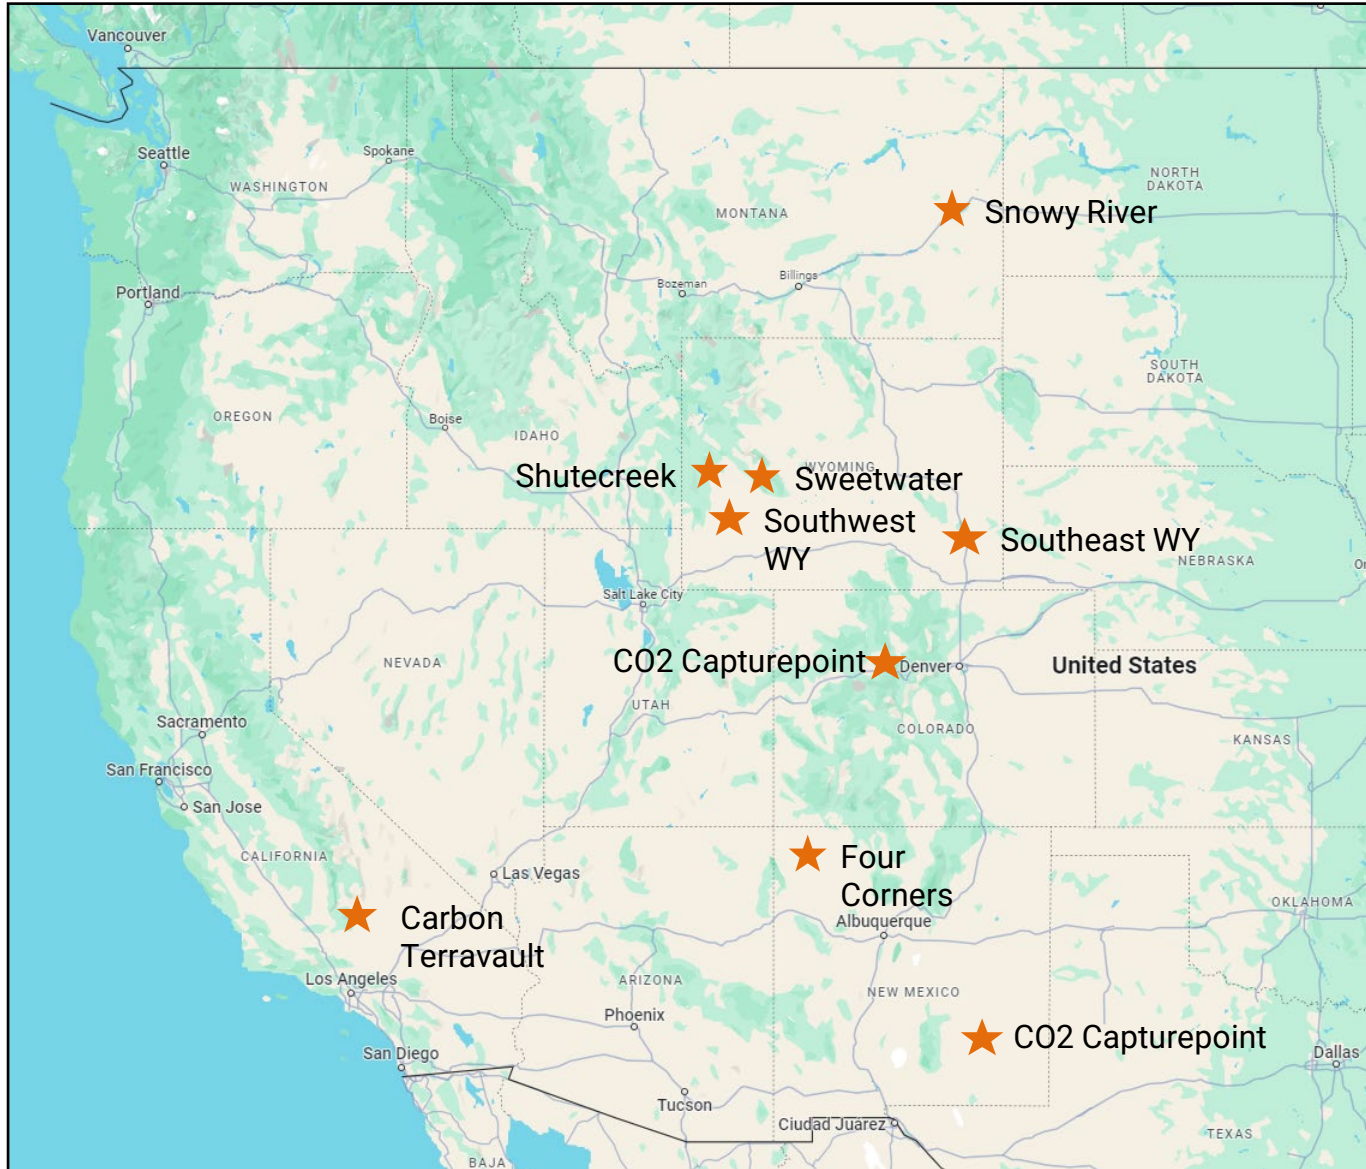 Vancouver
Seattle
Spokane
WASHINGTON
NORTH
DAKOTA
MONTANA
Snowy River
Portland
Bozeman
Billings
SOUTH
DAKOTA
OREGON
Boise
IDAHO
Shutecreek
Sweetwater
WYOMING
Southwest
WY
Southeast WY
NEBRASKA
Salt Lake City
CO2 Capturepoint
Denver
United States
NEVADA
UTAH
COLORADO
KANSAS
Sacramento
San Francisco
San Jose
CALIFORNIA
Las Vegas
Four
Corners
Albuquerque
OKLAHOMA
Carbon
Terravault
Los Angeles
ARIZONA
NEW MEXICO
Phoenix
CO2 Capturepoint
San Diego
Dallas
Tucson
Ciudad Juárez
TEXAS
BAJA